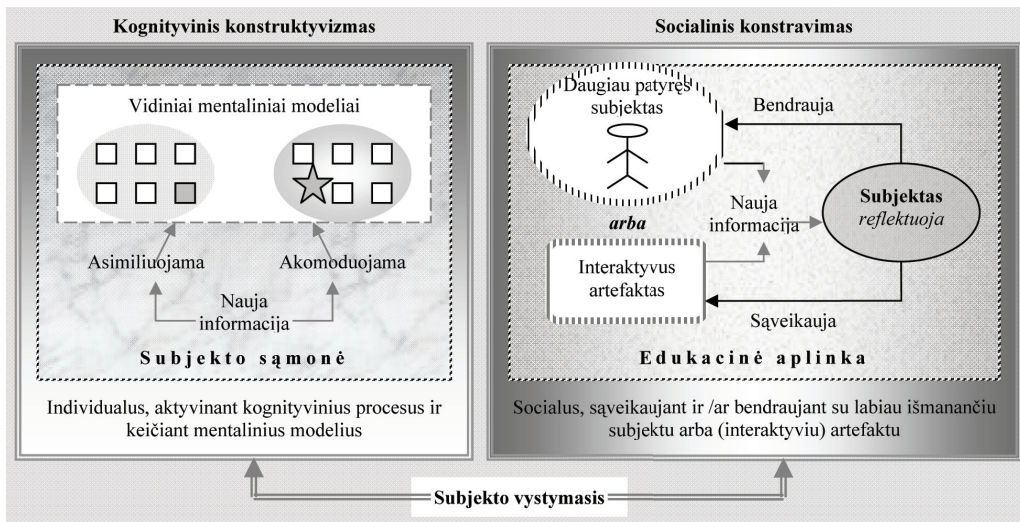 Kognityvinis konstruktyvizmas
Vidiniai mentaliniai modeliai
Asimiliuojama
Akomoduojama
Nauja
informacija
Subjekto sąmonė
Individualus, aktyvinant kognityvinius procesus ir
keičiant mentalinius modelius
Socialinis konstravimas
Daugiau patyręs
subjektas
arba
Interaktyvus
artefaktas
Bendrauja
Nauja
informacija
Subjektas
reflektuoja
Sąveikauja
Edukacinė aplinka
Socialus, sąveikaujant ir /ar bendraujant su labiau išmanančiu
subjektu arba (interaktyviu) artefaktu
Subjekto vystymasis